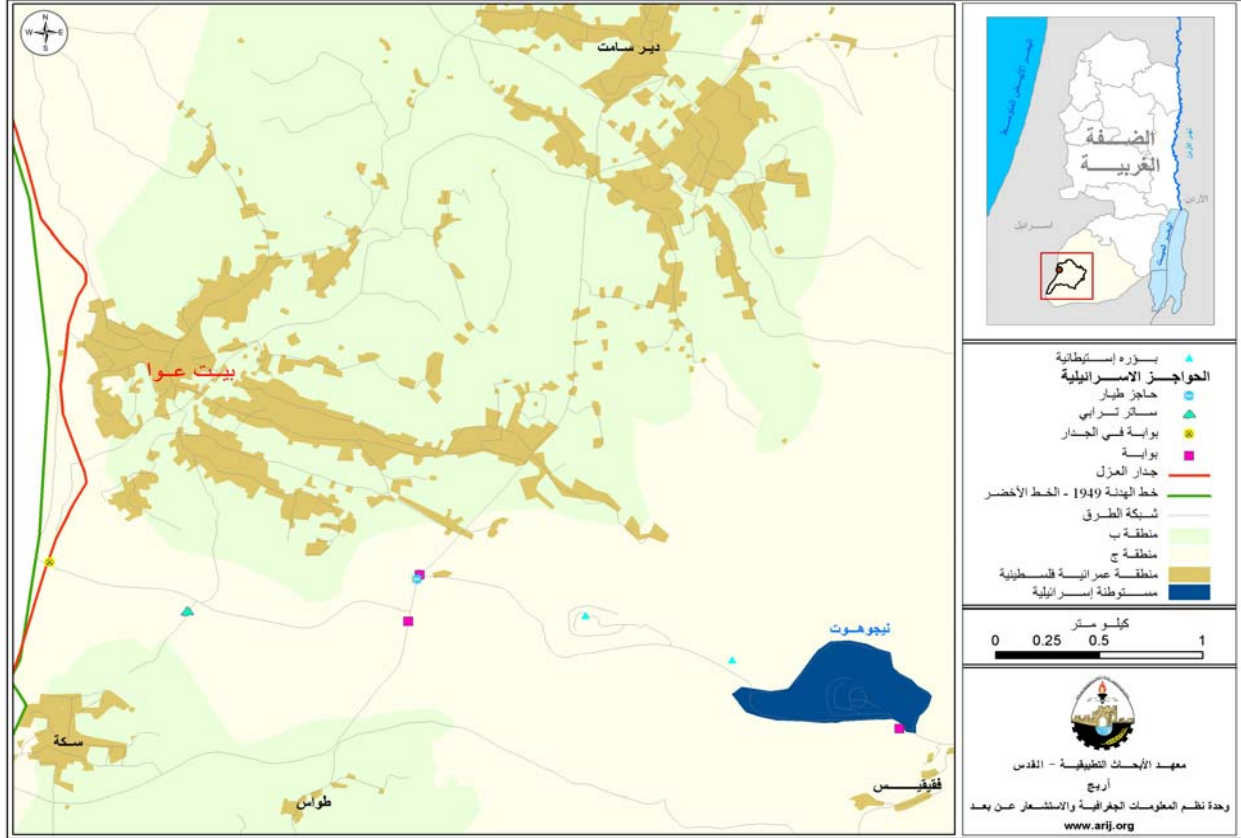 N
W E
S
دير سامت
بيت عوا
نيجوهوت
سكة
طواس
فقيقيس
البحر الأبيض المتوسط
الضفة
الغربية
نهر الأردن
الأردن
اسرائيل
البحر الميت
بؤره إستيطانية
الحواجز الاسرائيلية
حاجز طيار
ساتر ترابي
بوابة في الجدار
بوابة
جدار العزل
خط الهدنة 1949 - الخط الأخضر
شبكة الطرق
منطقة ب
منطقة ج
منطقة عمرانية فلسطينية
مستوطنة إسرائيلية
كيلو متر
0 0.25 0.5 1
معهد الأبحاث التطبيقية - القدس
أريج
وحدة نظم المعلومات الجغرافية والاستشعار عن بعد
www.arij.org